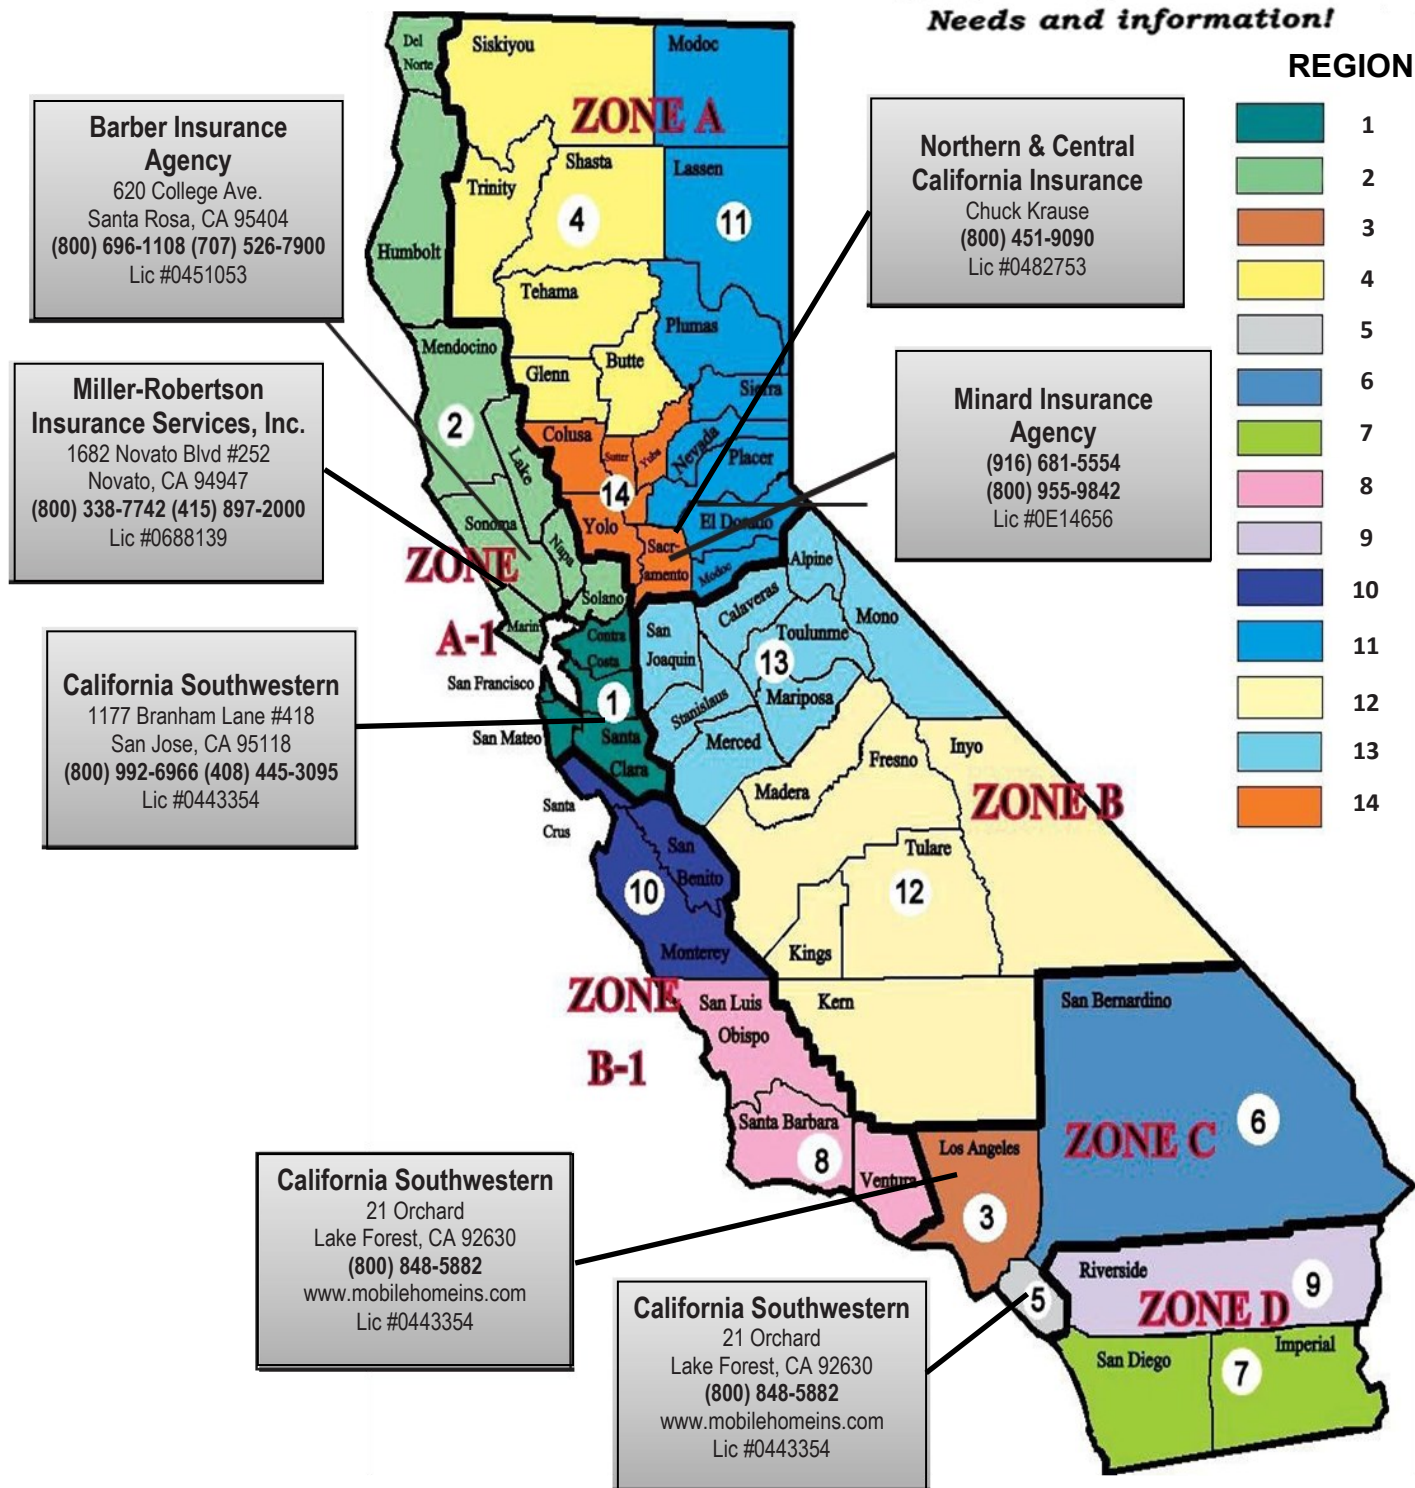 Needs and information!
REGION
1
2
3
4
5
6
7
8
9
10
11
12
13
14
Barber Insurance
Agency
620 College Ave.
Santa Rosa, CA 95404
(800) 696-1108 (707) 526-7900
Lic #0451053
Miller-Robertson
Insurance Services, Inc.
1682 Novato Blvd #252
Novato, CA 94947
(800) 338-7742 (415) 897-2000
Lic #0688139
California Southwestern
1177 Branham Lane #418
San Jose, CA 95118
(800) 992-6966 (408) 445-3095
Lic #0443354
Northern & Central
California Insurance
Chuck Krause
(800) 451-9090
Lic #0482753
Minard Insurance
Agency
(916) 681-5554
(800) 955-9842
Lic #0E14656
California Southwestern
21 Orchard
Lake Forest, CA 92630
(800) 848-5882
www.mobilehomeins.com
Lic #0443354
California Southwestern
21 Orchard
Lake Forest, CA 92630
(800) 848-5882
www.mobilehomeins.com
Lic #0443354
Del
Norte
Siskiyou
Modoc
ZONE A
Shasta
Lassen
Trinity
4
11
Humbolt
Tehama
Plumas
Mendocino
Butte
Glenn
Sierra
2
Colusa
Sutter
Yuba
Nevada
Placer
Lake
14
Yolo
El Dorado
Sonoma
Napa
Sacr-
amento
Modoc
Alpine
ZONE
A-1
Solano
Marin
Calaveras
Mono
Contra
Costa
San
Joaquin
Toulunme
13
San Francisco
1
Stanislaus
Mariposa
San Mateo
Santa
Clara
Merced
Fresno
Inyo
Madera
ZONE B
Santa
Crus
San
Benito
Tulare
10
12
Monterey
Kings
ZONE
B-1
San Luis
Obispo
Kern
San Bernardino
Santa Barbara
8
Ventura
Los Angeles
3
ZONE C
6
5
Riverside
9
ZONE D
San Diego
Imperial
7